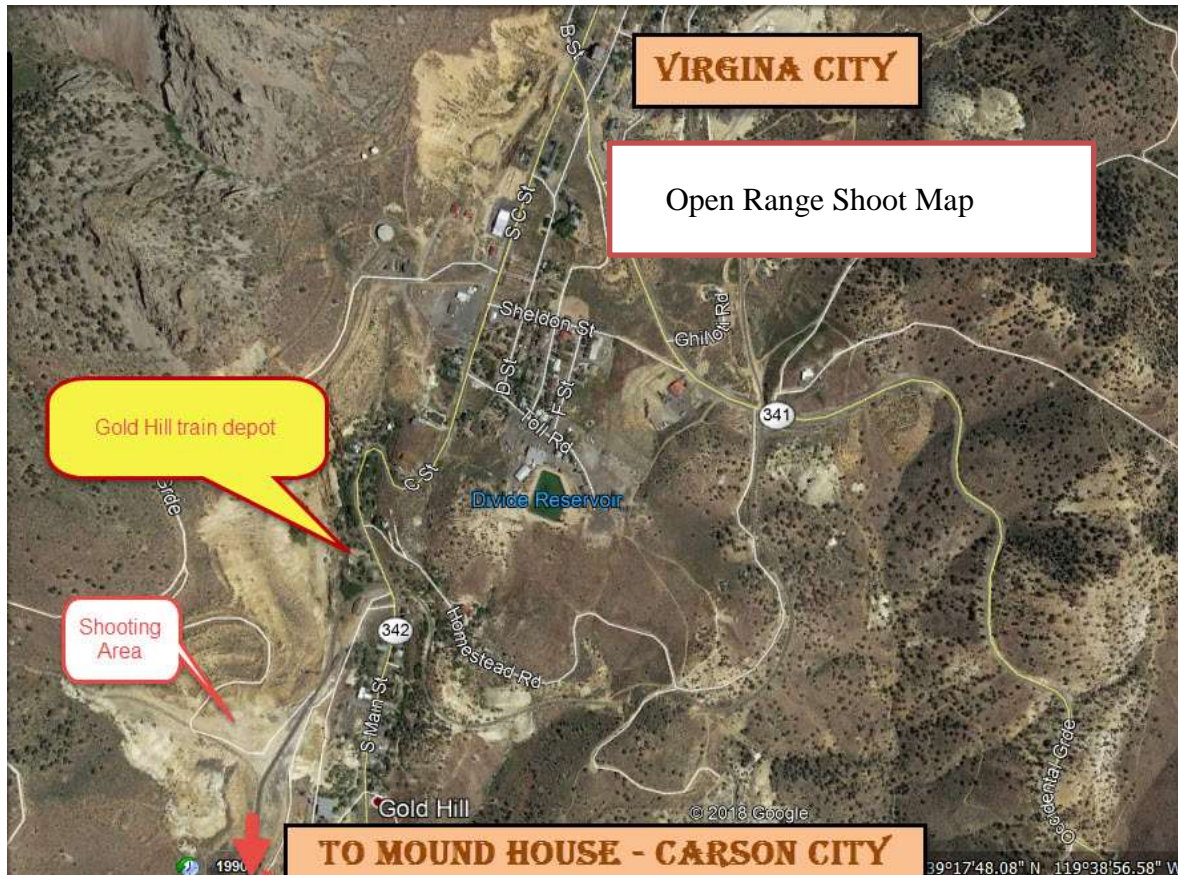 B St
VIRGINA CITY
Open Range Shoot Map
S C St
Sheldon St
D St
F St
Toll Rd
341
Gold Hill train depot
C St
Divide Reservoir
Grde
Shooting
Area
342
Homestead Rd
S Main St
Occidental Grde
Gold Hill
© 2018 Google
TO MOUND HOUSE - CARSON CITY
1990
39°17'48.08" N 119°38'56.58" W